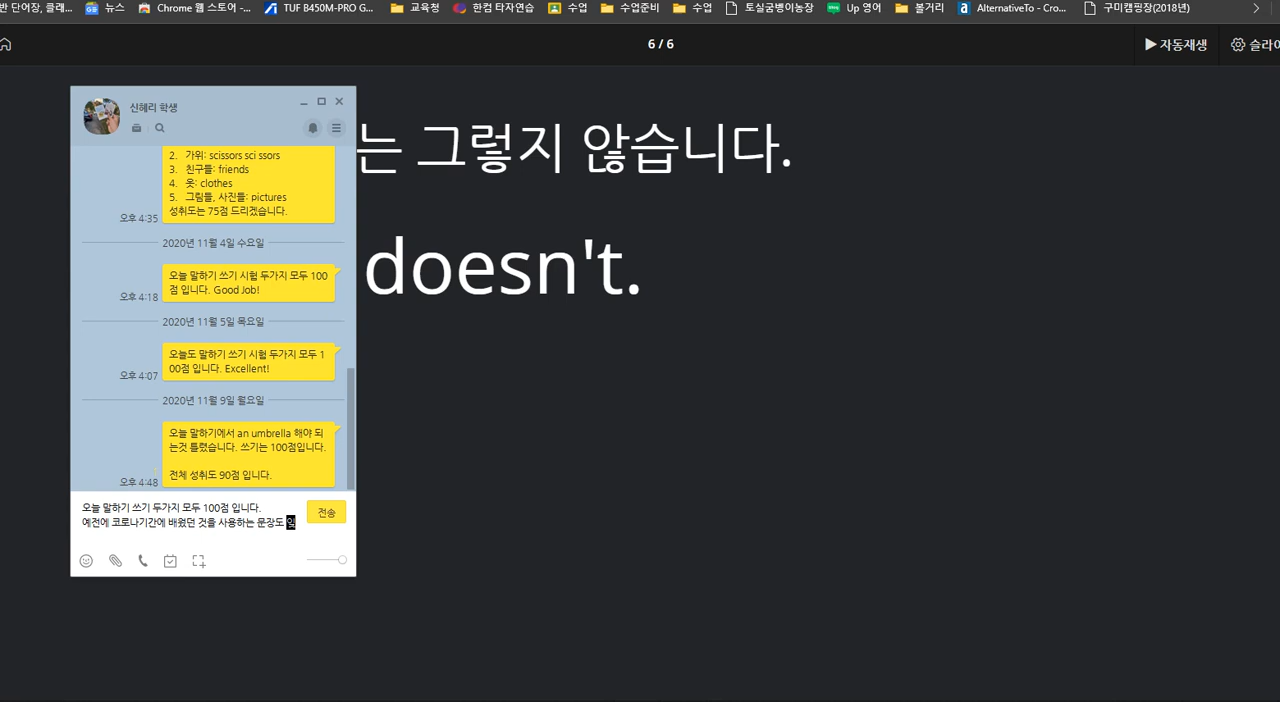 반 단어장, 클래...
뉴스
Chrome 웹 스토어 -...
TUF B450M-PRO G...
교육청
한컴 타자연습
수업
수업준비
수업
토실굼벵이농장
Up 영어
볼거리
AlternativeTo - Cro...
구미캠핑장(2018년)
6 / 6
자동재생
슬라이
신혜리 학생
는 그렇지 않습니다.
doesn't.
2. 가위: scissors sci ssors
3. 친구들: friends
4. 옷: clothes
5. 그림들, 사진들: pictures
성취도는 75점 드리겠습니다.
오후 4:35
2020년 11월 4일 수요일
오늘 말하기 쓰기 시험 두가지 모두 100
점 입니다. Good Job!
오후 4:18
2020년 11월 5일 목요일
오늘도 말하기 쓰기 시험 두가지 모두 1
00점 입니다. Excellent!
오후 4:07
2020년 11월 9일 월요일
오늘 말하기에서 an umbrella 해야 되
는것 틀렸습니다. 쓰기는 100점입니다.
전체 성취도 90점 입니다.
오후 4:48
오늘 말하기 쓰기 두가지 모두 100점 입니다.
예전에 코로나기간에 배웠던 것을 사용하는 문장도 잊
전송